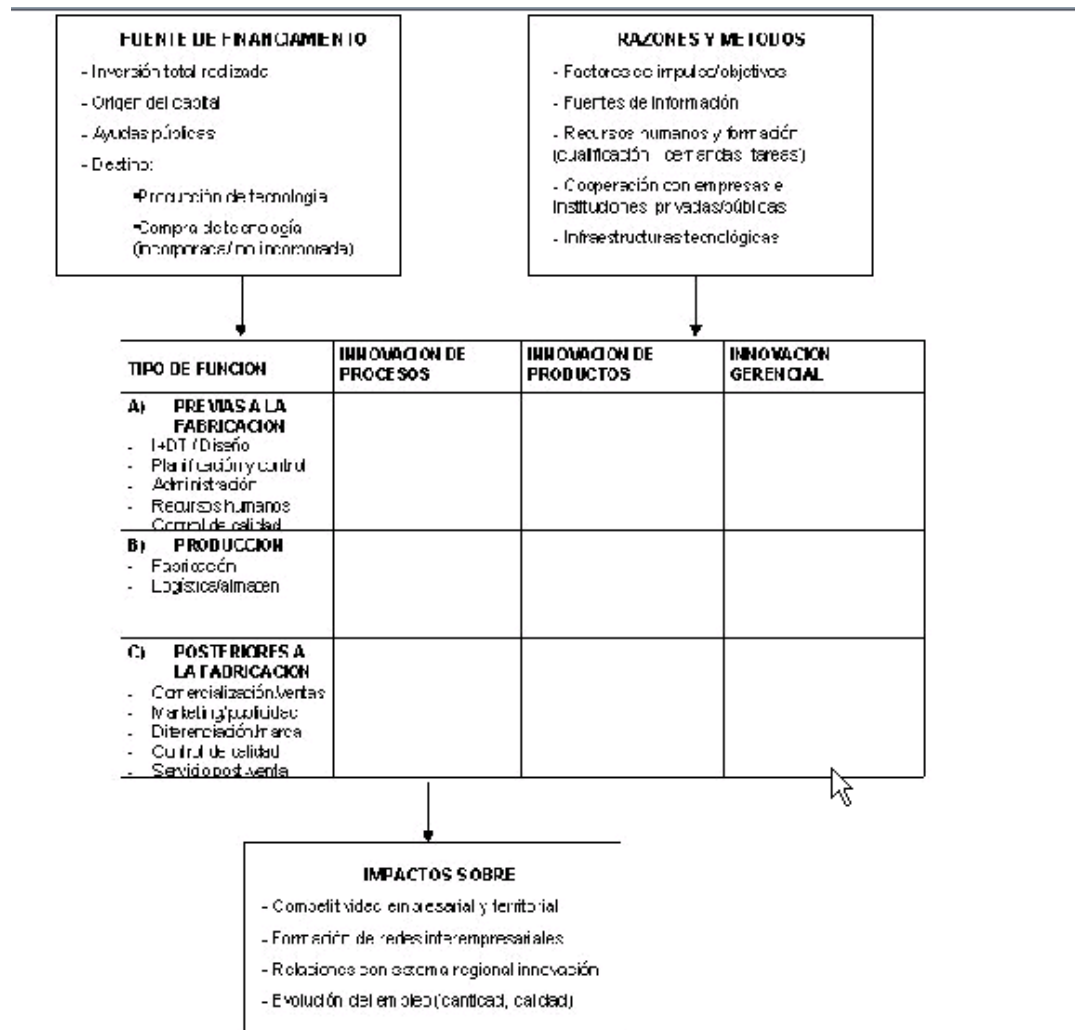 FUENTE DE FINANCIAMIENTO
- Inversión total realizada
- Origen del capital
- Ayudas públicas
- Destino:
•Producción de tecnología
•Compra de tecnología
(incorporada/ no incorporada)
RAZONES Y METODOS
- Factores de impulso/objetivos
- Fuentes de Información
- Recursos humanos y formación
(cualificación demandas tareas)
- Cooperación con empresas e
Instituciones privadas/públicas
- Infraestructuras tecnológicas
TIPO DE FUNCION
INNOVACION DE
PROCESOS
INNOVACION DE
PRODUCTOS
INNOVACION
GERENCIAL
A) PREVIAS A LA
FABRICACION
- I+DT / Diseño
- Planificación y control
- Administración
- Recursos humanos
- Control de calidad
B) PRODUCCION
- Fabricación
- Logística/almacen
C) POSTERIORES A
LA FABRICACION
- Comercialización/ventas
- Marketing/publicidad
- Diferenciación/marca
- Control de calidad
- Servicio post-venta
IMPACTOS SOBRE
- Competitividad empresarial y territorial
- Formación de redes interempresariales
- Relaciones con sistema regional innovación
- Evolución del empleo (cantidad, calidad)